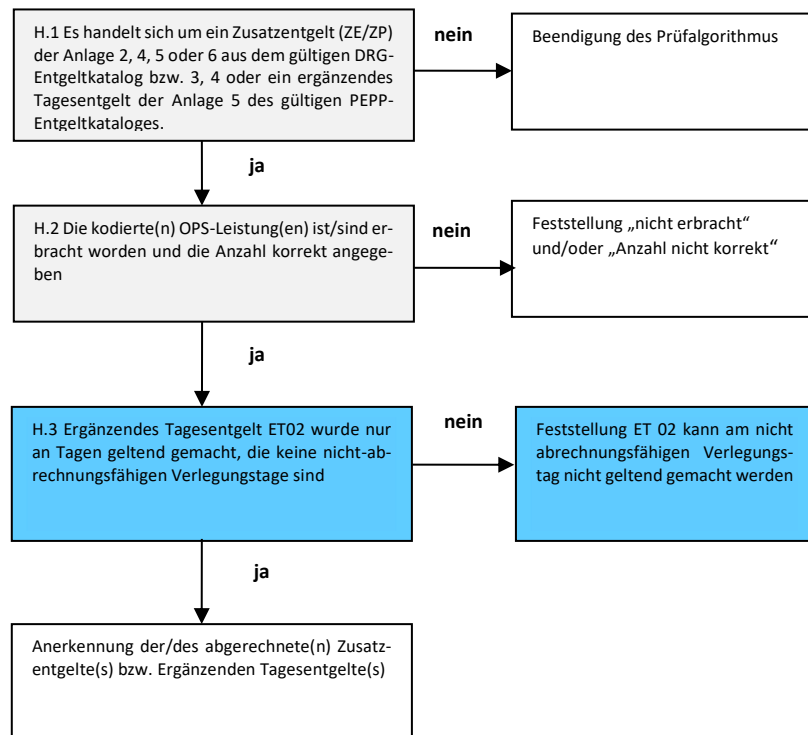 H.1 Es handelt sich um ein Zusatzentgelt (ZE/ZP)
der Anlage 2, 4, 5 oder 6 aus dem gültigen DRG-
Entgeltkatalog bzw. 3, 4 oder ein ergänzendes
Tagesentgelt der Anlage 5 des gültigen PEPP-
Entgeltkataloges.
nein
Beendigung des Prüfalgorithmus
ja
H.2 Die kodierte(n) OPS-Leistung(en) ist/sind er-
bracht worden und die Anzahl korrekt angege-
ben
nein
Feststellung „nicht erbracht“
und/oder „Anzahl nicht korrekt“
ja
H.3 Ergänzendes Tagesentgelt ET02 wurde nur
an Tagen geltend gemacht, die keine nicht-ab-
rechnungsfähigen Verlegungstage sind
nein
Feststellung ET 02 kann am nicht
abrechnungsfähigen Verlegungs-
tag nicht geltend gemacht werden
ja
Anerkennung der/des abgerechnete(n) Zusatz-
entgelte(s) bzw. Ergänzenden Tagesentgelte(s)